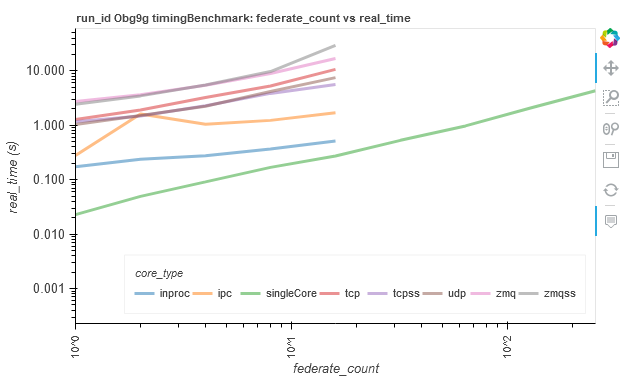 run_id Obg9g timingBenchmark: federate_count vs real_time
10.000
1.000
0.100
0.010
0.001
real_time (s)
core_type
inproc ipc singleCore tcp tcpss udp zmq zmqss
10^0 10^1 10^2
federate_count